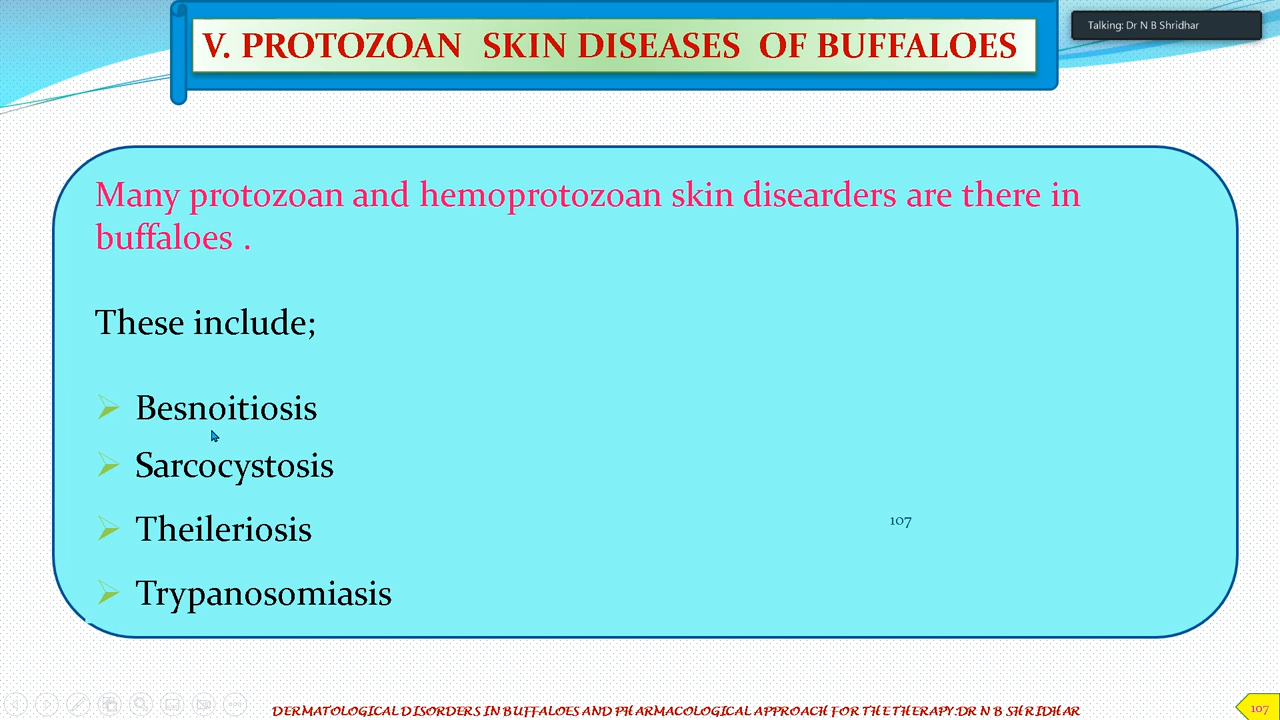 V. PROTOZOAN SKIN DISEASES OF BUFFALOES
Talking: Dr N B Shridhar
Many protozoan and hemoprotozoan skin disearders are there in
buffaloes .
These include;
Besnoitiosis
Sarcocystosis
Theileriosis
107
Trypanosomiasis
DERMATOLOGICAL DISORDERS IN BUFFALOES AND PHARMACOLOGICAL APPROACH FOR THE THERAPY:DR N B SHRIDHAR
107